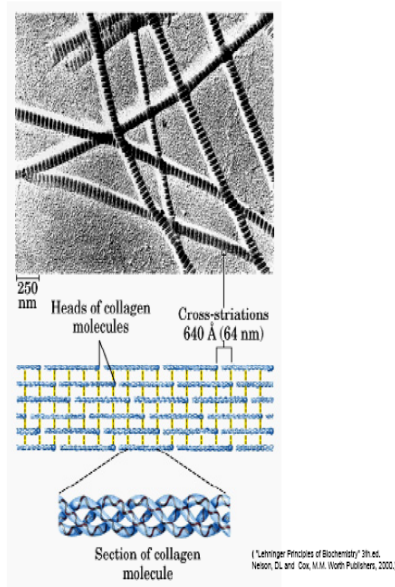 250
nm
Heads of collagen
molecules
Cross-striations
640 Å (64 nm)
Section of collagen
molecule
( "Lehninger Principles of Biochemistry" 3th.ed.
Nelson, DL and Cox, M.M. Worth Publishers, 2000.)